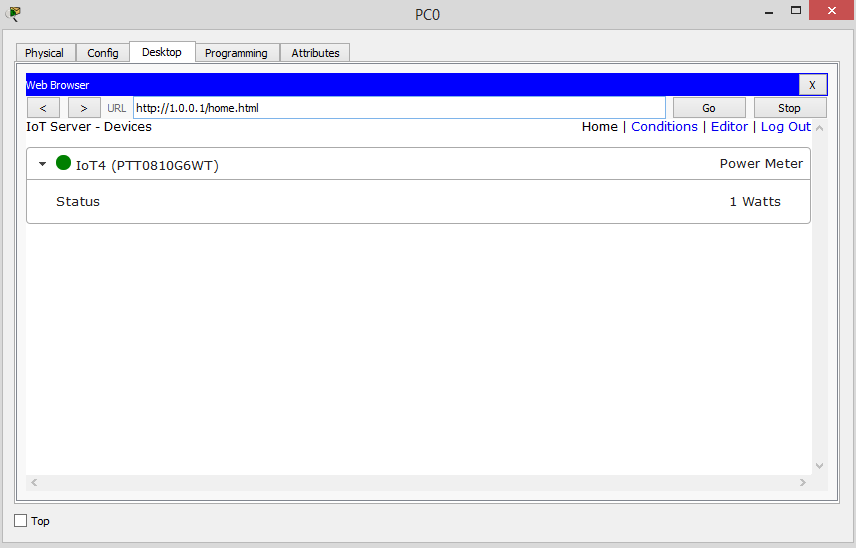 PC0
Physical Config Desktop Programming Attributes
Web Browser X
< > URL http://1.0.0.1/home.html Go Stop
IoT Server - Devices Home | Conditions | Editor | Log Out
IoT4 (PTT0810G6WT) Power Meter
Status 1 Watts
Top